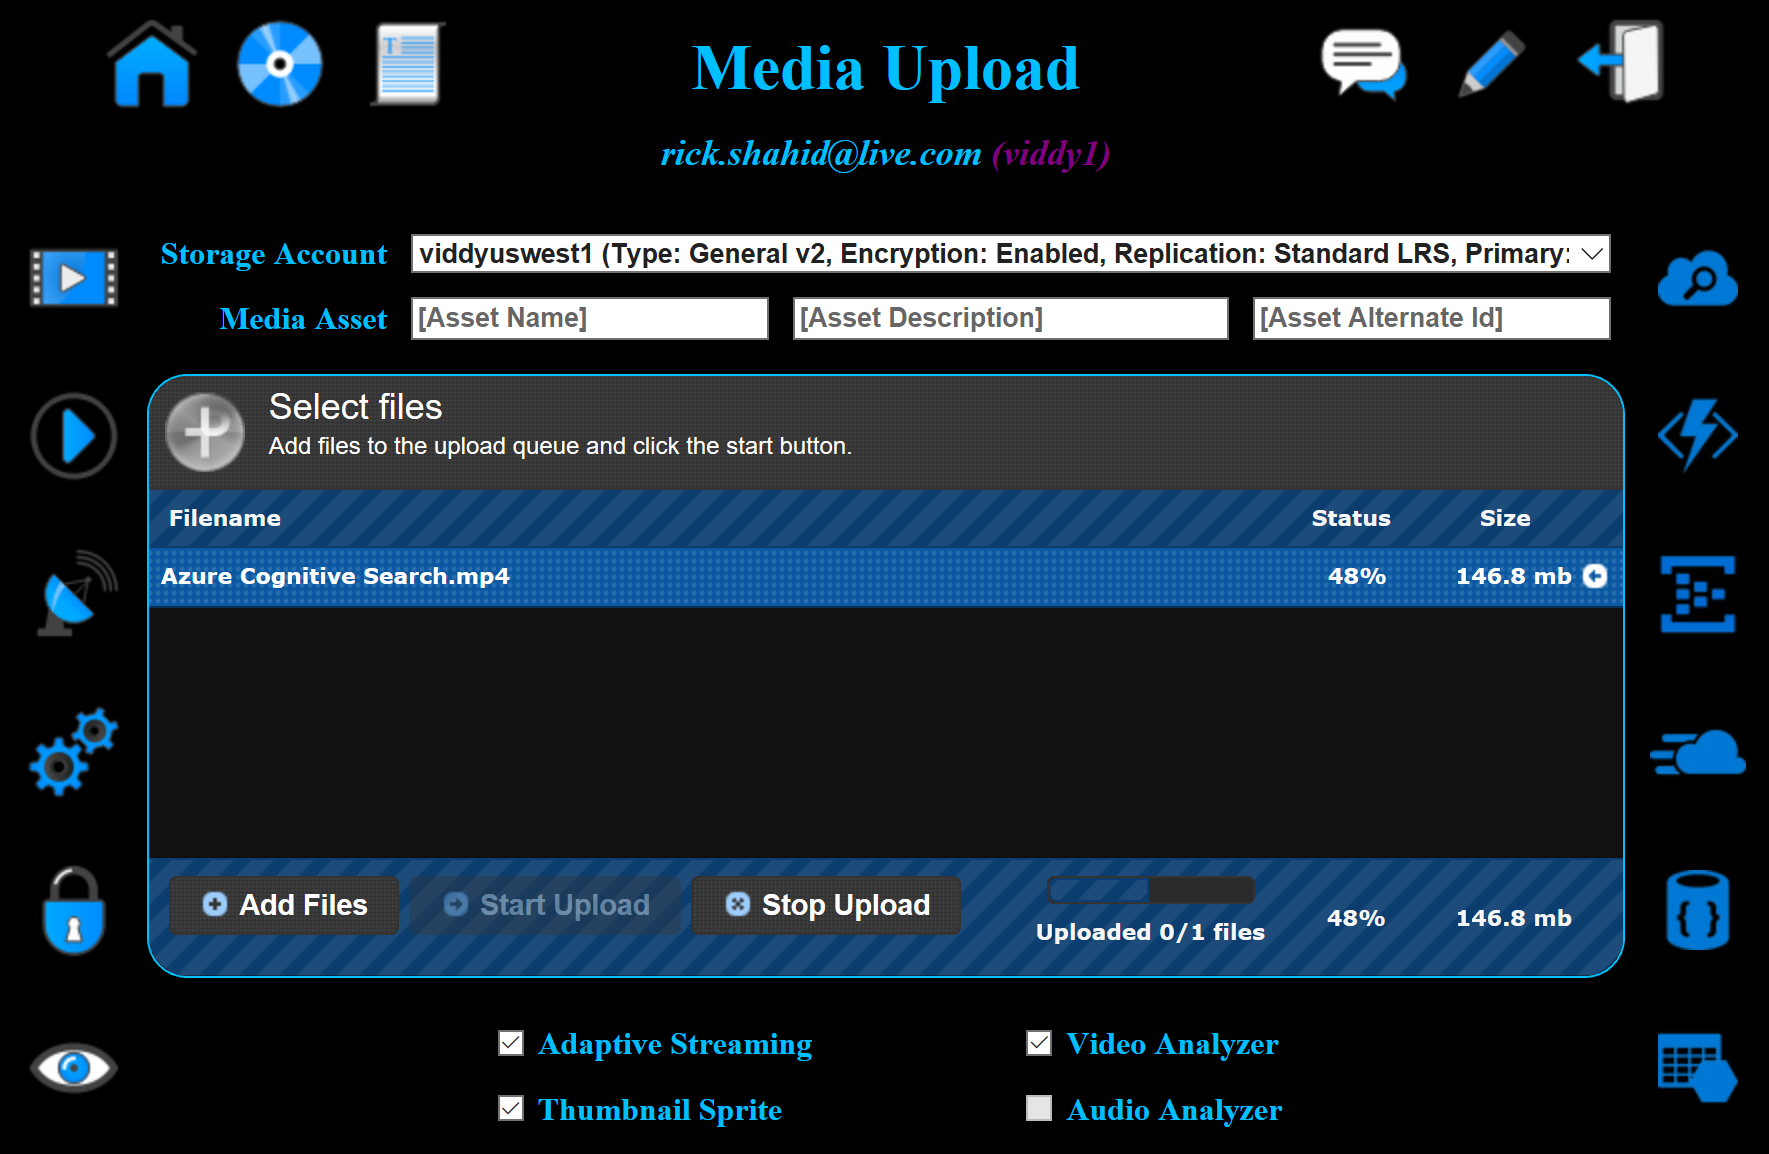 Media Upload
rick.shahid@live.com (viddy1)
Storage Account viddyuswest1 (Type: General v2, Encryption: Enabled, Replication: Standard LRS, Primary:
Media Asset [Asset Name] [Asset Description] [Asset Alternate Id]
Select files
Add files to the upload queue and click the start button.
Filename Status Size
Azure Cognitive Search.mp4 48% 146.8 mb
Add Files Start Upload Stop Upload
Uploaded 0/1 files 48% 146.8 mb
Adaptive Streaming Video Analyzer
Thumbnail Sprite Audio Analyzer